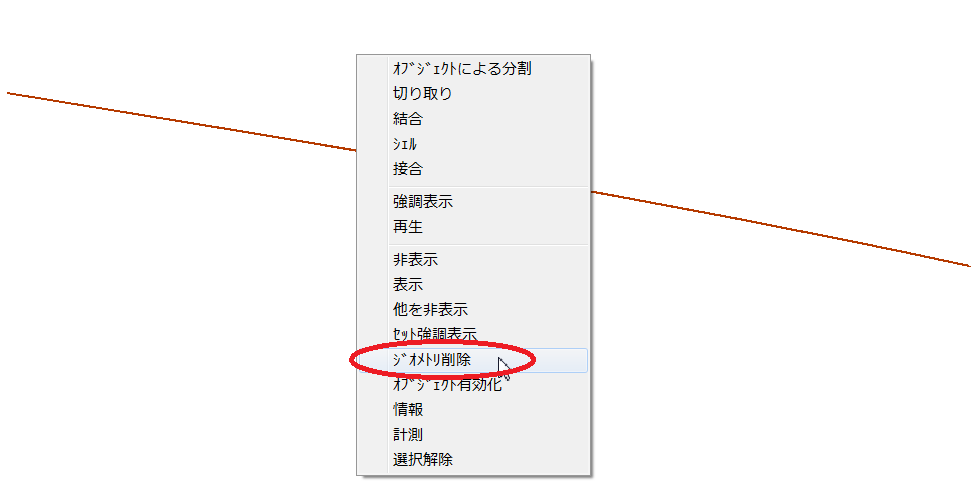 ｵﾌﾞｼﾞｪｸﾄによる分割
切り取り
結合
ｼｪﾙ
接合
強調表示
再生
非表示
表示
他を非表示
ｾｯﾄ強調表示
ｼﾞｵﾒﾄﾘ削除
ｵﾌﾞｼﾞｪｸﾄ有効化
情報
計測
選択解除